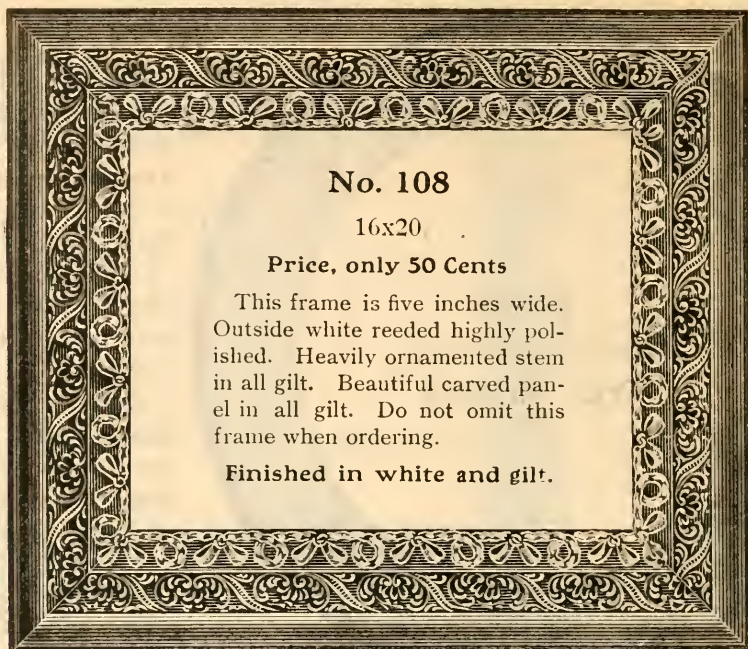 No. 108
16x20
Price, only 50 Cents
This frame is five inches wide.
Outside white reeded highly pol-
ished. Heavily ornamented stem
in all gilt. Beautiful carved pan-
el in all gilt. Do not omit this
frame when ordering.
Finished in white and gilt.